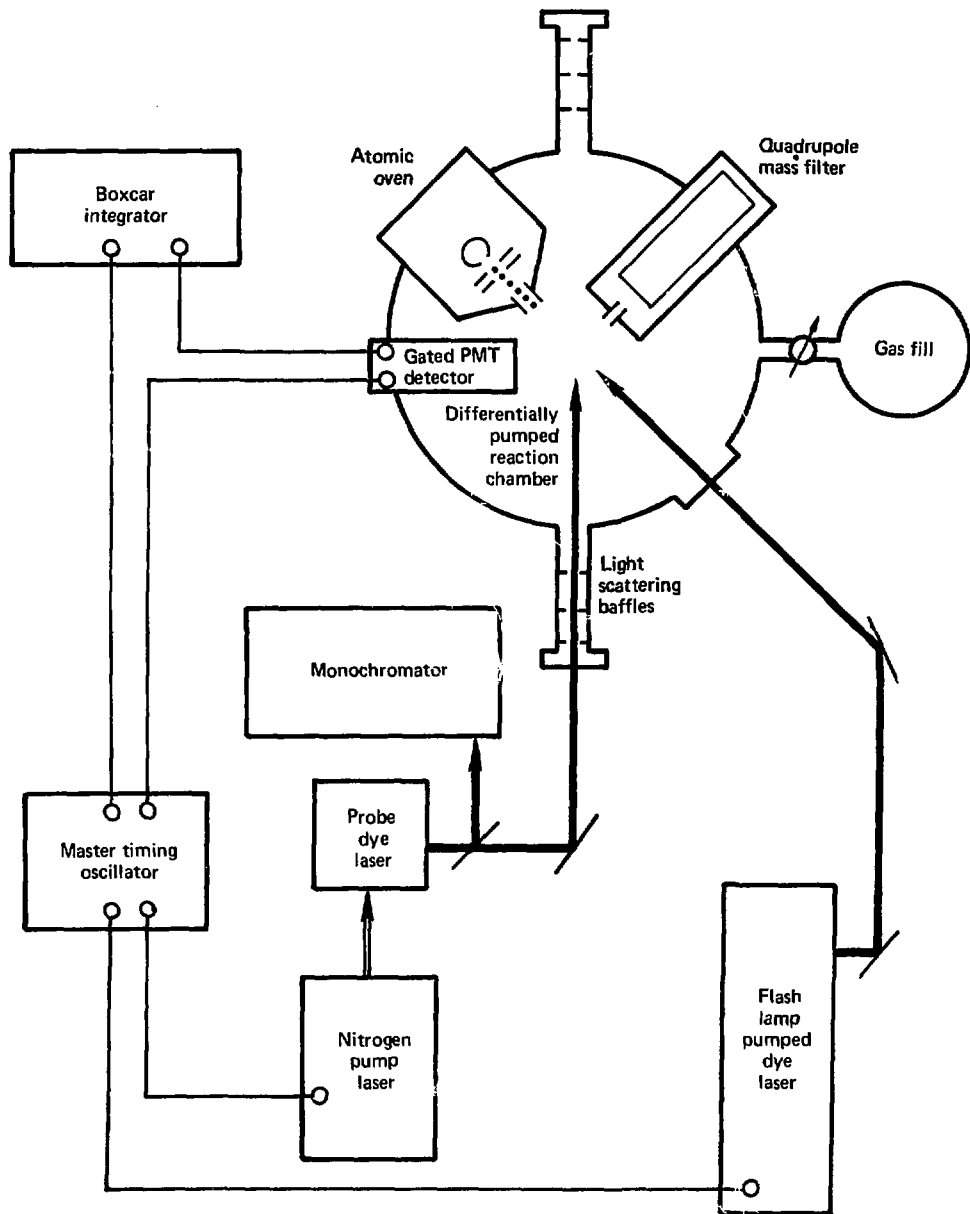 Atomic
oven
Quadrupole
mass filter
Boxcar
integrator
Gated PMT
detector
Gas fill
Differentially
pumped
reaction
chamber
Light
scattering
baffles
Monochromator
Probe
dye
laser
Master timing
oscillator
Nitrogen
pump
laser
Flash
lamp
pumped
dye
laser